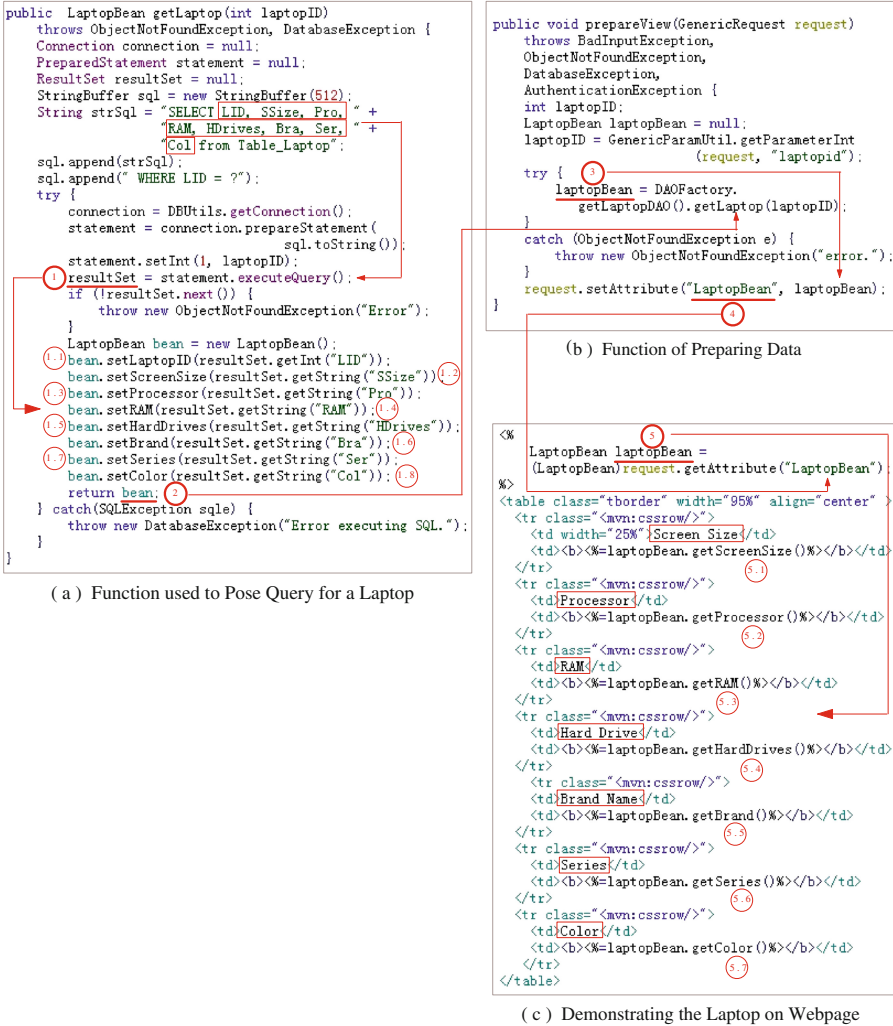 public  LaptopBean getLaptop(int laptopID)
    throws ObjectNotFoundException, DatabaseException {
    Connection connection = null;
    PreparedStatement statement = null;
    ResultSet resultSet = null;
    StringBuffer sql = new StringBuffer(512);
    String strSql = "SELECT LID, SSize, Pro, " +
                    "RAM, HDrives, Bra, Ser, " +
                    "Col from Table_Laptop";
    sql.append(strSql);
    sql.append(" WHERE LID = ?");
    try {
        connection = DBUtils.getConnection();
        statement = connection.prepareStatement(
                                   sql.toString());
        statement.setInt(1, laptopID);
1 resultSet = statement.executeQuery();
        if (!resultSet.next()) {
            throw new ObjectNotFoundException("Error");
        }
        LaptopBean bean = new LaptopBean();
1.1 bean.setLaptopID(resultSet.getInt("LID"));
bean.setScreenSize(resultSet.getString("SSize")); 1.2
1.3 bean.setProcessor(resultSet.getString("Pro"));
bean.setRAM(resultSet.getString("RAM")); 1.4
1.5 bean.setHardDrives(resultSet.getString("HDrives"));
bean.setBrand(resultSet.getString("Bra")); 1.6
1.7 bean.setSeries(resultSet.getString("Ser"));
bean.setColor(resultSet.getString("Col")); 1.8
return bean; 2
    } catch(SQLException sqle) {
        throw new DatabaseException("Error executing SQL.");
    }
}
( a )  Function used to Pose Query for a Laptop
public void prepareView(GenericRequest request)
    throws BadInputException,
    ObjectNotFoundException,
    DatabaseException,
    AuthenticationException {
    int laptopID;
    LaptopBean laptopBean = null;
    laptopID = GenericParamUtil.getParameterInt
                          (request, "laptopid");
    try { 3
        laptopBean = DAOFactory.
           getLaptopDAO().getLaptop(laptopID);
    }
    catch (ObjectNotFoundException e) {
        throw new ObjectNotFoundException("error.");
    }
    request.setAttribute("LaptopBean", laptopBean);
}
4
( b )  Function of Preparing Data
<% 5
    LaptopBean laptopBean =
    (LaptopBean)request.getAttribute("LaptopBean");
%>
<table class="tborder" width="95%" align="center" >
  <tr class="<mvn:cssrow/>">
    <td width="25%">Screen Size</td>
    <td><b><%=laptopBean.getScreenSize()%></b></td>
  </tr> 5.1
  <tr class="<mvn:cssrow/>">
    <td>Processor</td>
    <td><b><%=laptopBean.getProcessor()%></b></td>
  </tr> 5.2
  <tr class="<mvn:cssrow/>">
    <td>RAM</td>
    <td><b><%=laptopBean.getRAM()%></b></td>
  </tr> 5.3
  <tr class="<mvn:cssrow/>">
    <td>Hard Drive</td>
    <td><b><%=laptopBean.getHardDrives()%></b></td>
  </tr> 5.4
    <tr class="<mvn:cssrow/>">
    <td>Brand Name</td>
    <td><b><%=laptopBean.getBrand()%></b></td>
  </tr> 5.5
  <tr class="<mvn:cssrow/>">
    <td>Series</td>
    <td><b><%=laptopBean.getSeries()%></b></td>
  </tr> 5.6
  <tr class="<mvn:cssrow/>">
    <td>Color</td>
    <td><b><%=laptopBean.getColor()%></b></td>
   </tr> 5.7
</table>
( c )  Demonstrating the Laptop on Webpage